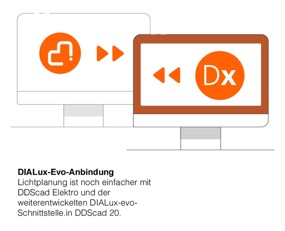 Dx
DIALux-Evo-Anbindung
Lichtplanung ist noch einfacher mit
DDScad Elektro und der
weiterentwickelten DIALux-evo-
Schnittstelle.in DDScad 20.